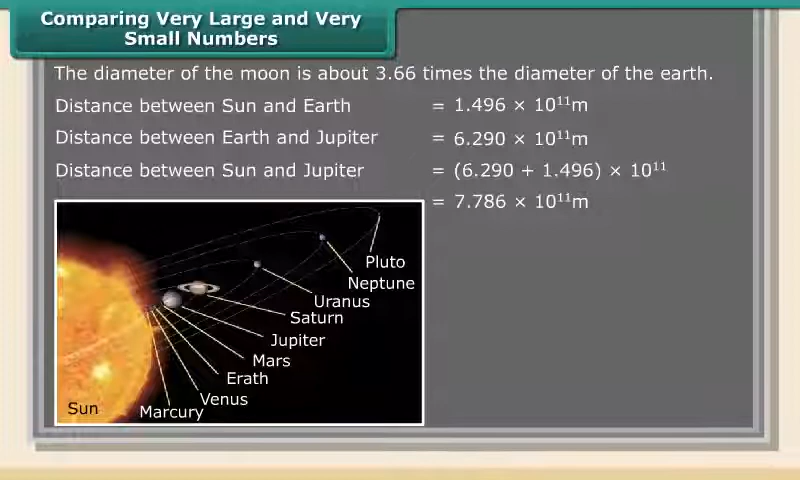 Comparing Very Large and Very
Small Numbers
The diameter of the moon is about 3.66 times the diameter of the earth.
Distance between Sun and Earth = 1.496 × 10¹¹m
Distance between Earth and Jupiter = 6.290 × 10¹¹m
Distance between Sun and Jupiter = (6.290 + 1.496) × 10¹¹
= 7.786 × 10¹¹m
Pluto
Neptune
Uranus
Saturn
Jupiter
Mars
Erath
Venus
Marcury
Sun